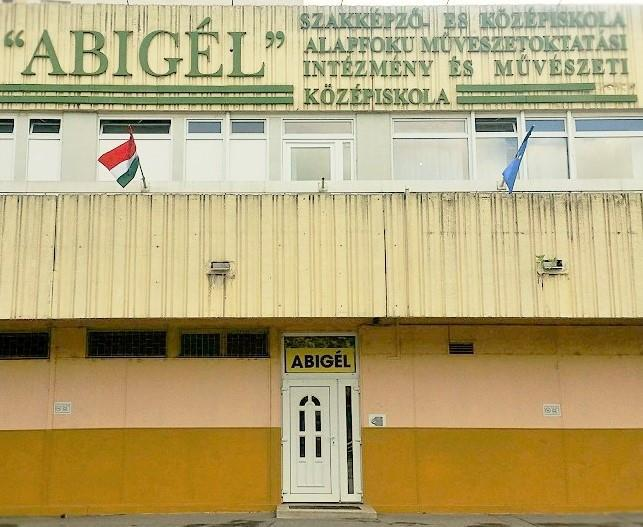 "ABIGÉL"
SZAKKÉPZŐ- ÉS KÖZÉPISKOLA
ALAPFOKÚ MŰVÉSZETOKTATÁSI
INTÉZMÉNY ÉS MŰVÉSZETI
KÖZÉPISKOLA
ABIGÉL